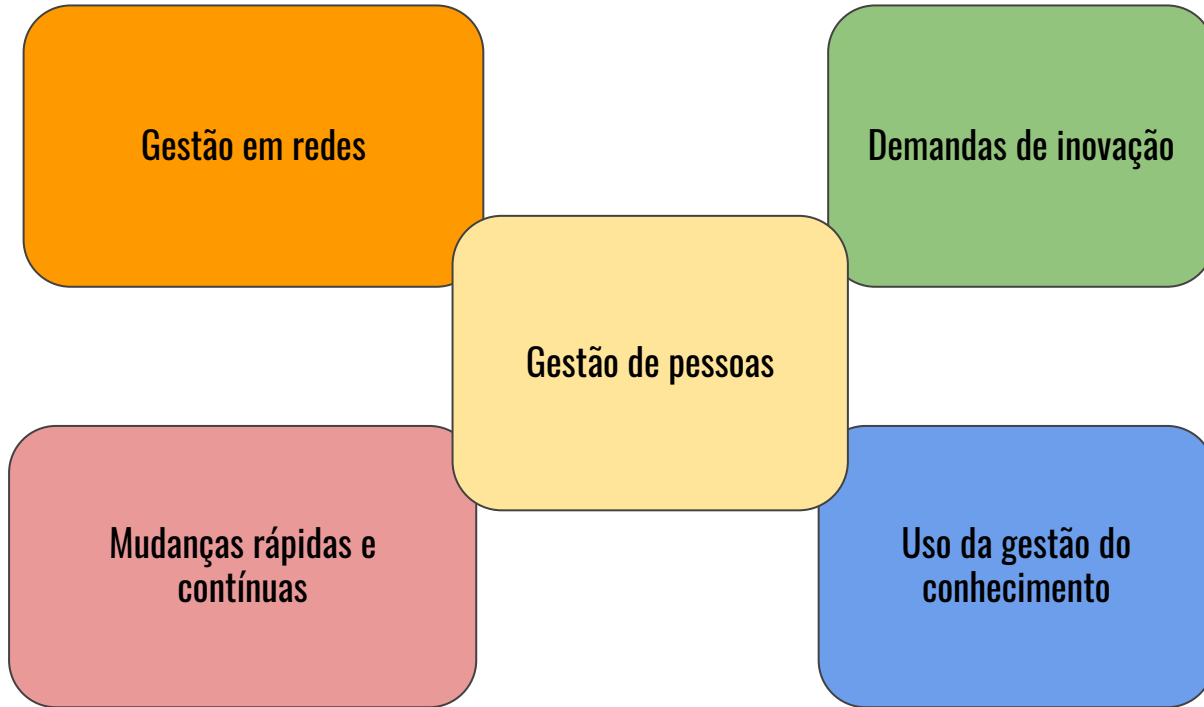 Gestão em redes
Demandas de inovação
Gestão de pessoas
Mudanças rápidas e
contínuas
Uso da gestão do
conhecimento